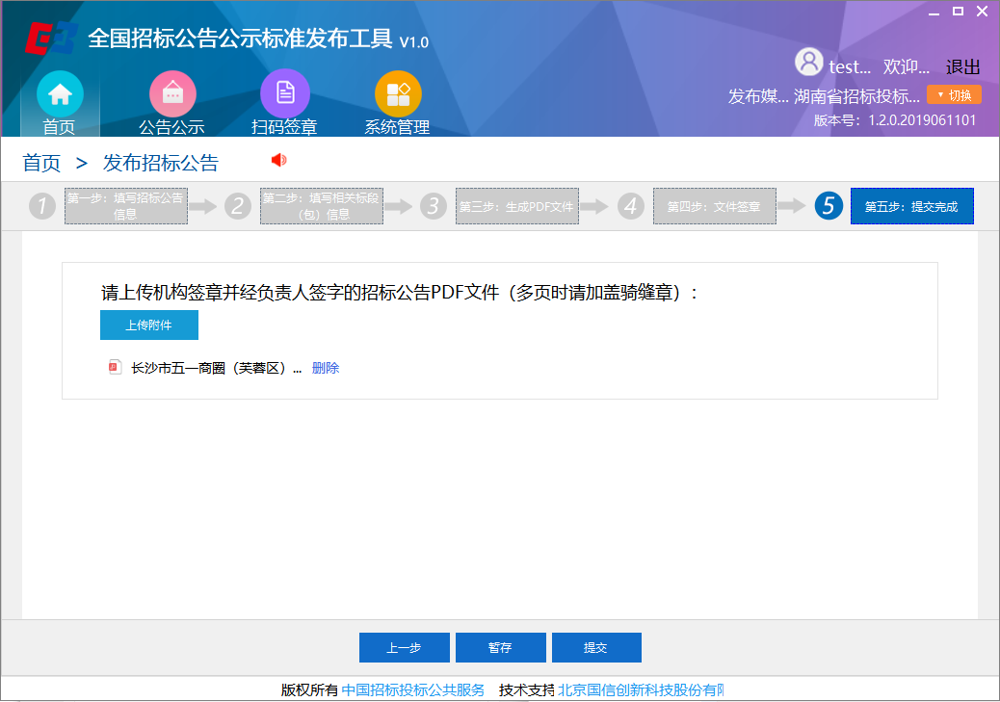 全国招标公告公示标准发布工具 V1.0
test... 欢迎... 退出
发布媒... 湖南省招标投标... 切换
版本号：1.2.0.2019061101
首页 公告公示 扫码签章 系统管理
首页 > 发布招标公告
1 第一步：填写招标公告
信息
2 第二步：填写相关标段
（包）信息
3 第三步：生成PDF文件
4 第四步：文件签章
5 第五步：提交完成
请上传机构签章并经负责人签字的招标公告PDF文件（多页时请加盖骑缝章）：
上传附件
长沙市五一商圈（芙蓉区）... 删除
上一步 暂存 提交
版权所有 中国招标投标公共服务 技术支持 北京国信创新科技股份有限